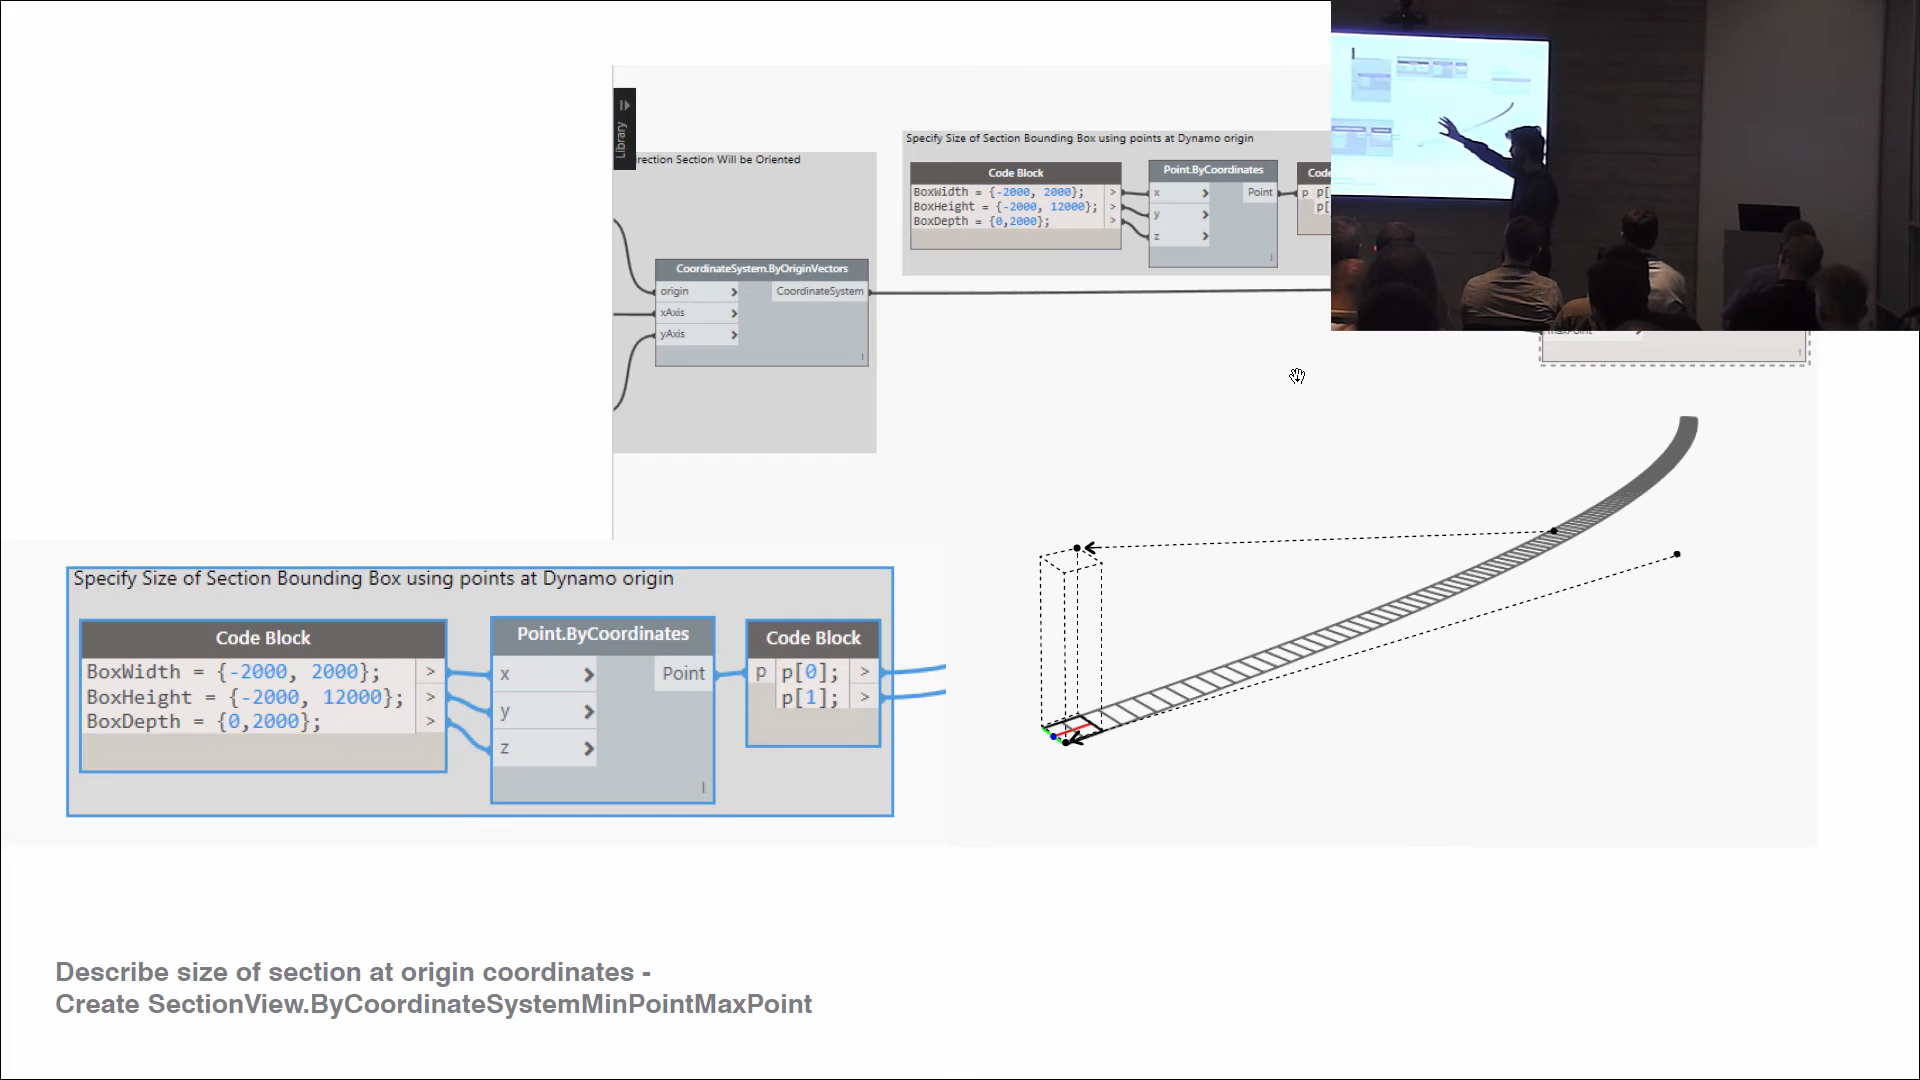 Library
irection Section Will be Oriented
CoordinateSystem.ByOriginVectors
origin > CoordinateSystem
xAxis >
yAxis >
Specify Size of Section Bounding Box using points at Dynamo origin
Code Block
BoxWidth = {-2000, 2000}; >
BoxHeight = {-2000, 12000}; >
BoxDepth = {0,2000}; >
Point.ByCoordinates
x > Point
y >
z >
Code
p p[
p[
maxPoint
Specify Size of Section Bounding Box using points at Dynamo origin
Code Block
BoxWidth = {-2000, 2000}; >
BoxHeight = {-2000, 12000}; >
BoxDepth = {0,2000}; >
Point.ByCoordinates
x > Point
y >
z >
Code Block
p p[0]; >
p[1]; >
Describe size of section at origin coordinates -
Create SectionView.ByCoordinateSystemMinPointMaxPoint